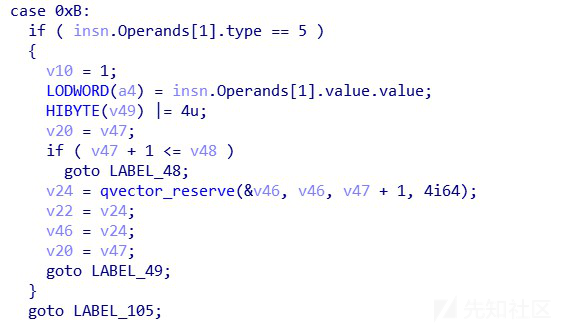 case 0xB:
if ( insn.Operands[1].type == 5 )
{
v10 = 1;
LODWORD(a4) = insn.Operands[1].value.value;
HIBYTE(v49) |= 4u;
v20 = v47;
if ( v47 + 1 <= v48 )
goto LABEL_48;
v24 = qvector_reserve(&v46, v46, v47 + 1, 4i64);
v22 = v24;
v46 = v24;
v20 = v47;
goto LABEL_49;
}
goto LABEL_105;
先知社区